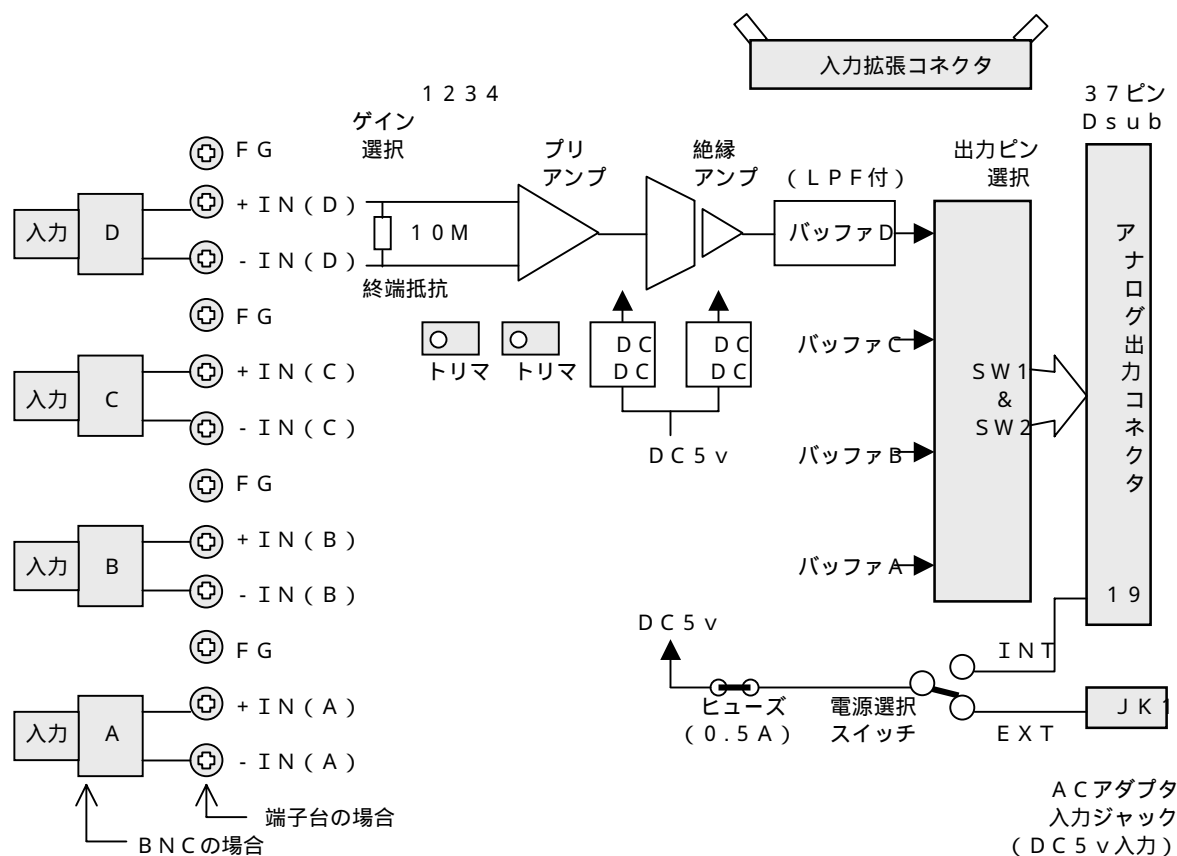 入力拡張コネクタ
1234
37ピン
Dsub
ゲイン
選択
プリ
アンプ
絶縁
アンプ
(LPF付)
出力ピン
選択
FG
入力
D
+IN(D)
-IN(D)
10M
終端抵抗
バッファD
アナログ出力コネクタ
FG
トリマ
トリマ
DC
DC
DC
DC
DC5v
バッファC
SW1
&
SW2
入力
C
+IN(C)
-IN(C)
バッファB
FG
入力
B
+IN(B)
-IN(B)
バッファA
19
FG
DC5v
INT
入力
A
+IN(A)
-IN(A)
ヒューズ
(0.5A)
電源選択
スイッチ
EXT
JK1
端子台の場合
BNCの場合
ACアダプタ
入力ジャック
(DC5v入力)